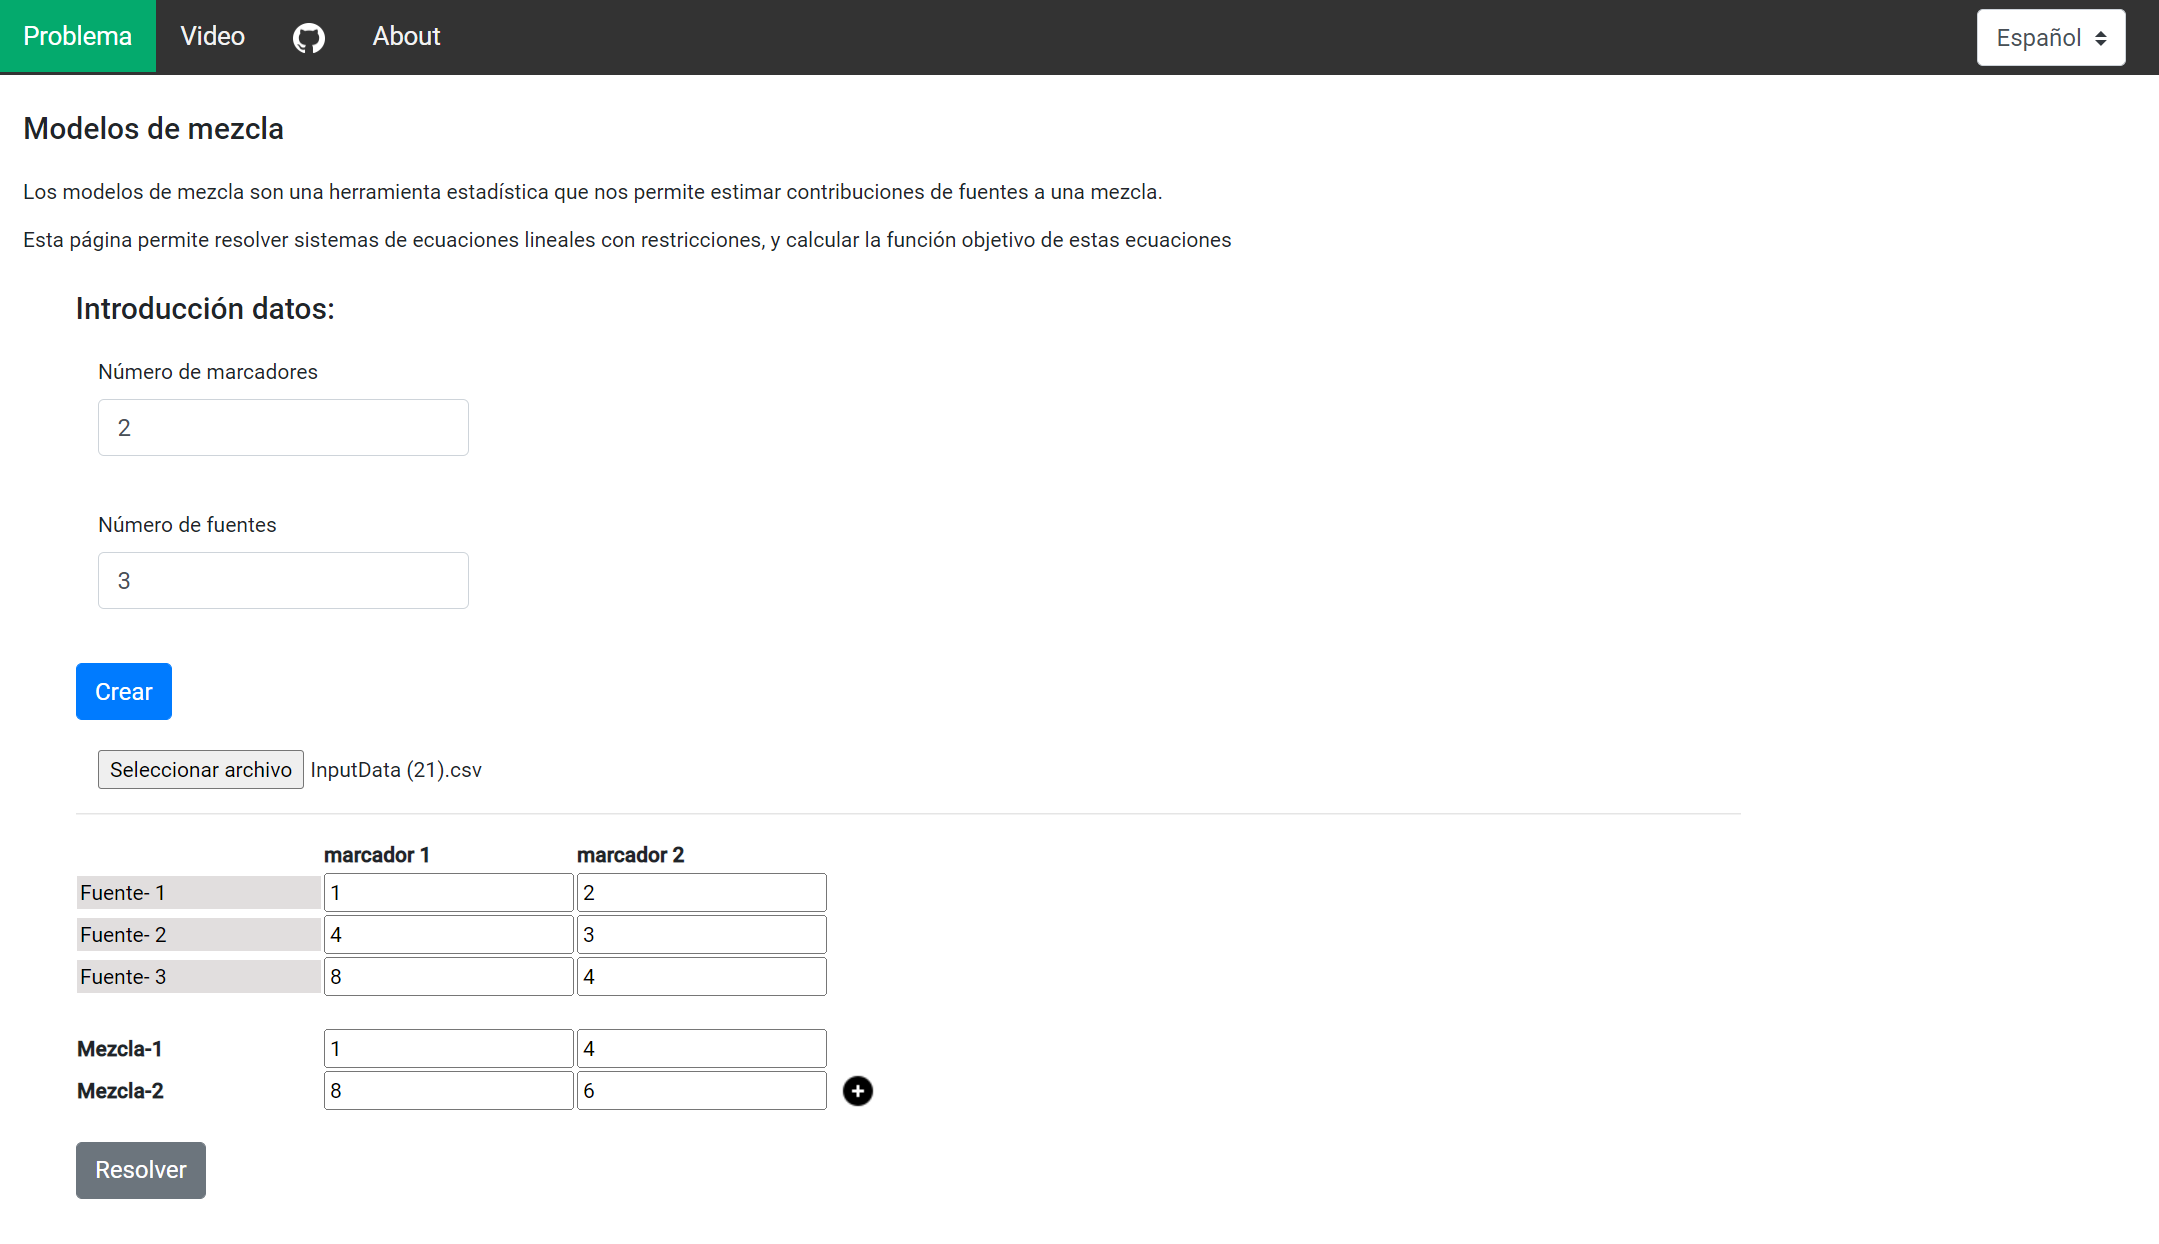 Problema Video About Español
Modelos de mezcla
Los modelos de mezcla son una herramienta estadística que nos permite estimar contribuciones de fuentes a una mezcla.
Esta página permite resolver sistemas de ecuaciones lineales con restricciones, y calcular la función objetivo de estas ecuaciones
Introducción datos:
Número de marcadores
2
Número de fuentes
3
Crear
Seleccionar archivo InputData (21).csv
marcador 1 marcador 2
Fuente- 1 1 2
Fuente- 2 4 3
Fuente- 3 8 4
Mezcla-1 1 4
Mezcla-2 8 6
Resolver